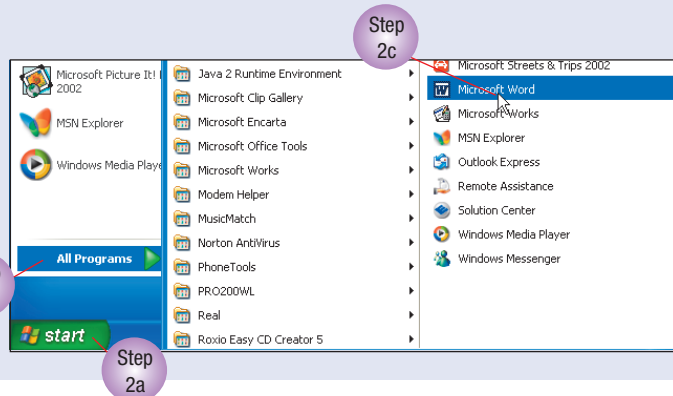 Step
2c
Microsoft Picture It!
2002
MSN Explorer
Windows Media Playe
All Programs
start
Java 2 Runtime Environment
Microsoft Clip Gallery
Microsoft Encarta
Microsoft Office Tools
Microsoft Works
Modem Helper
MusicMatch
Norton AntiVirus
PhoneTools
PRO200WL
Real
Roxio Easy CD Creator 5
Microsoft Streets & Trips 2002
Microsoft Word
Microsoft Works
MSN Explorer
Outlook Express
Remote Assistance
Solution Center
Windows Media Player
Windows Messenger
Step
2a